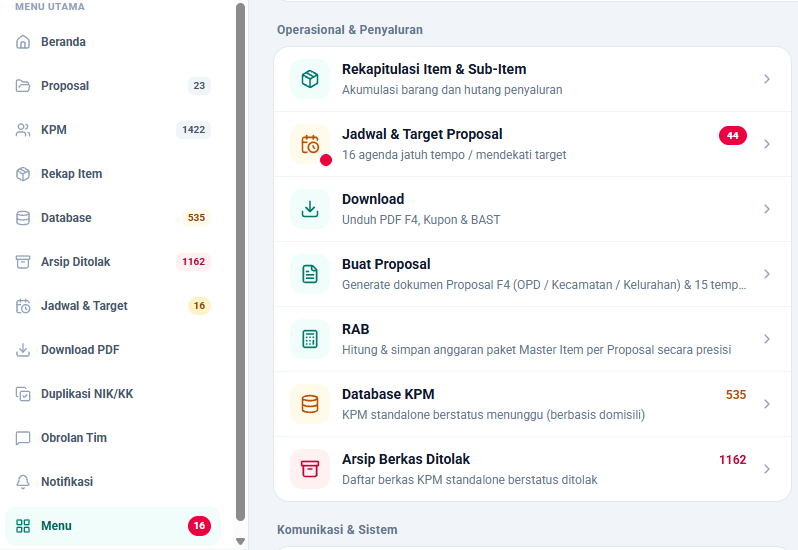 MENU UTAMA
Beranda
Proposal 23
KPM 1422
Rekap Item
Database 535
Arsip Ditolak 1162
Jadwal & Target 16
Download PDF
Duplikasi NIK/KK
Obrolan Tim
Notifikasi
Menu 16
Operasional & Penyaluran
Rekapitulasi Item & Sub-Item
Akumulasi barang dan hutang penyaluran
Jadwal & Target Proposal 44
16 agenda jatuh tempo / mendekati target
Download
Unduh PDF F4, Kupon & BAST
Buat Proposal
Generate dokumen Proposal F4 (OPD / Kecamatan / Kelurahan) & 15 temp...
RAB
Hitung & simpan anggaran paket Master Item per Proposal secara presisi
Database KPM 535
KPM standalone berstatus menunggu (berbasis domisili)
Arsip Berkas Ditolak 1162
Daftar berkas KPM standalone berstatus ditolak
Komunikasi & Sistem